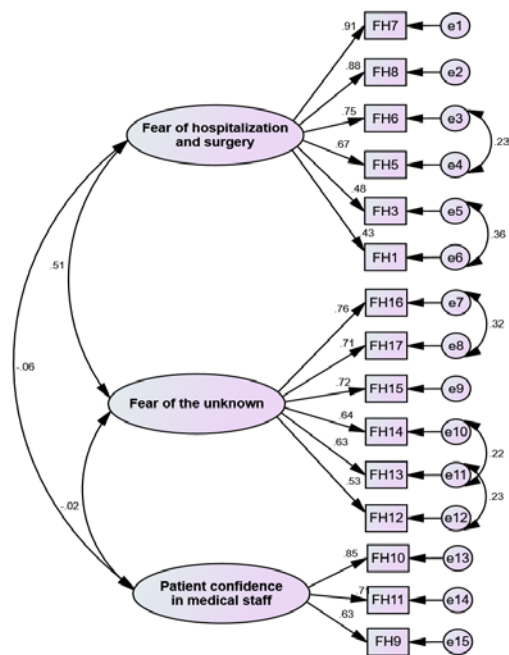 .91
FH7
e1
.88
FH8
e2
.75
FH6
e3
Fear of hospitalization
and surgery
.67
FH5
e4
.23
.48
FH3
e5
.43
FH1
e6
.36
.51
-.06
.76
FH16
e7
.71
FH17
e8
.32
.72
FH15
e9
Fear of the unknown
.64
FH14
e10
.63
FH13
e11
.22
.53
FH12
e12
.23
-.02
.85
FH10
e13
Patient confidence
in medical staff
.71
FH11
e14
.63
FH9
e15